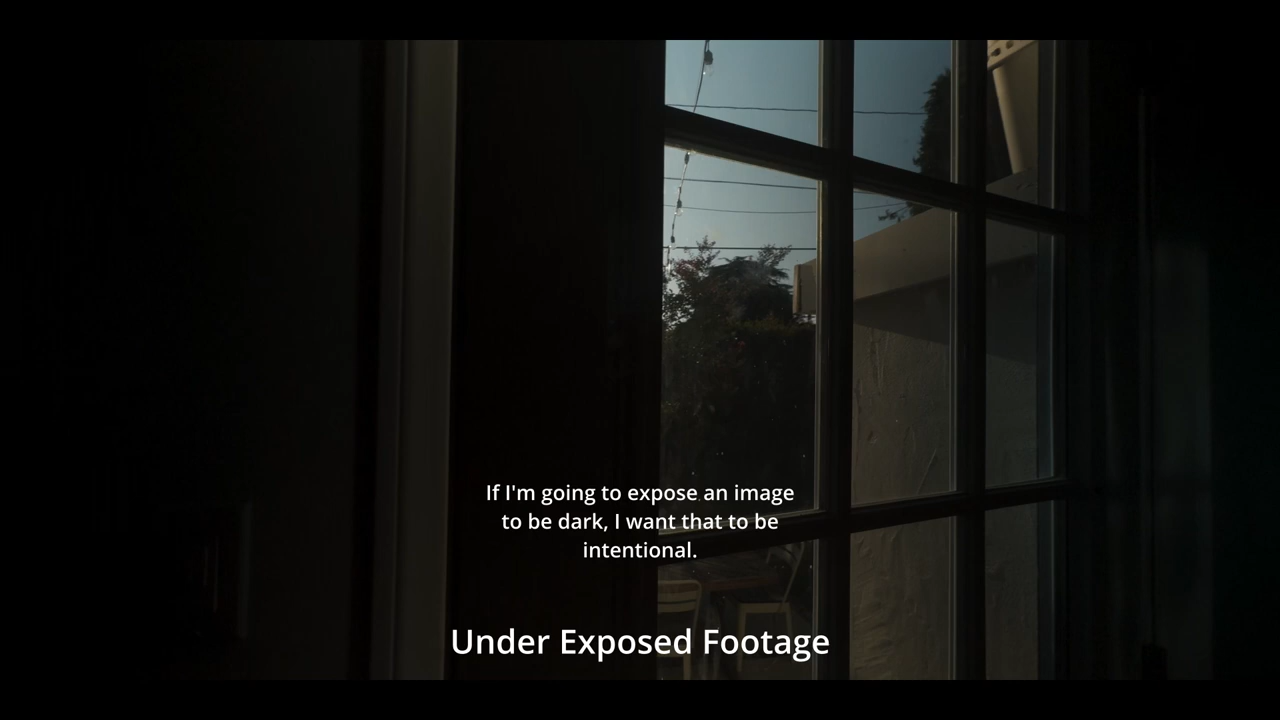 If I'm going to expose an image
to be dark, I want that to be
intentional.
Under Exposed Footage